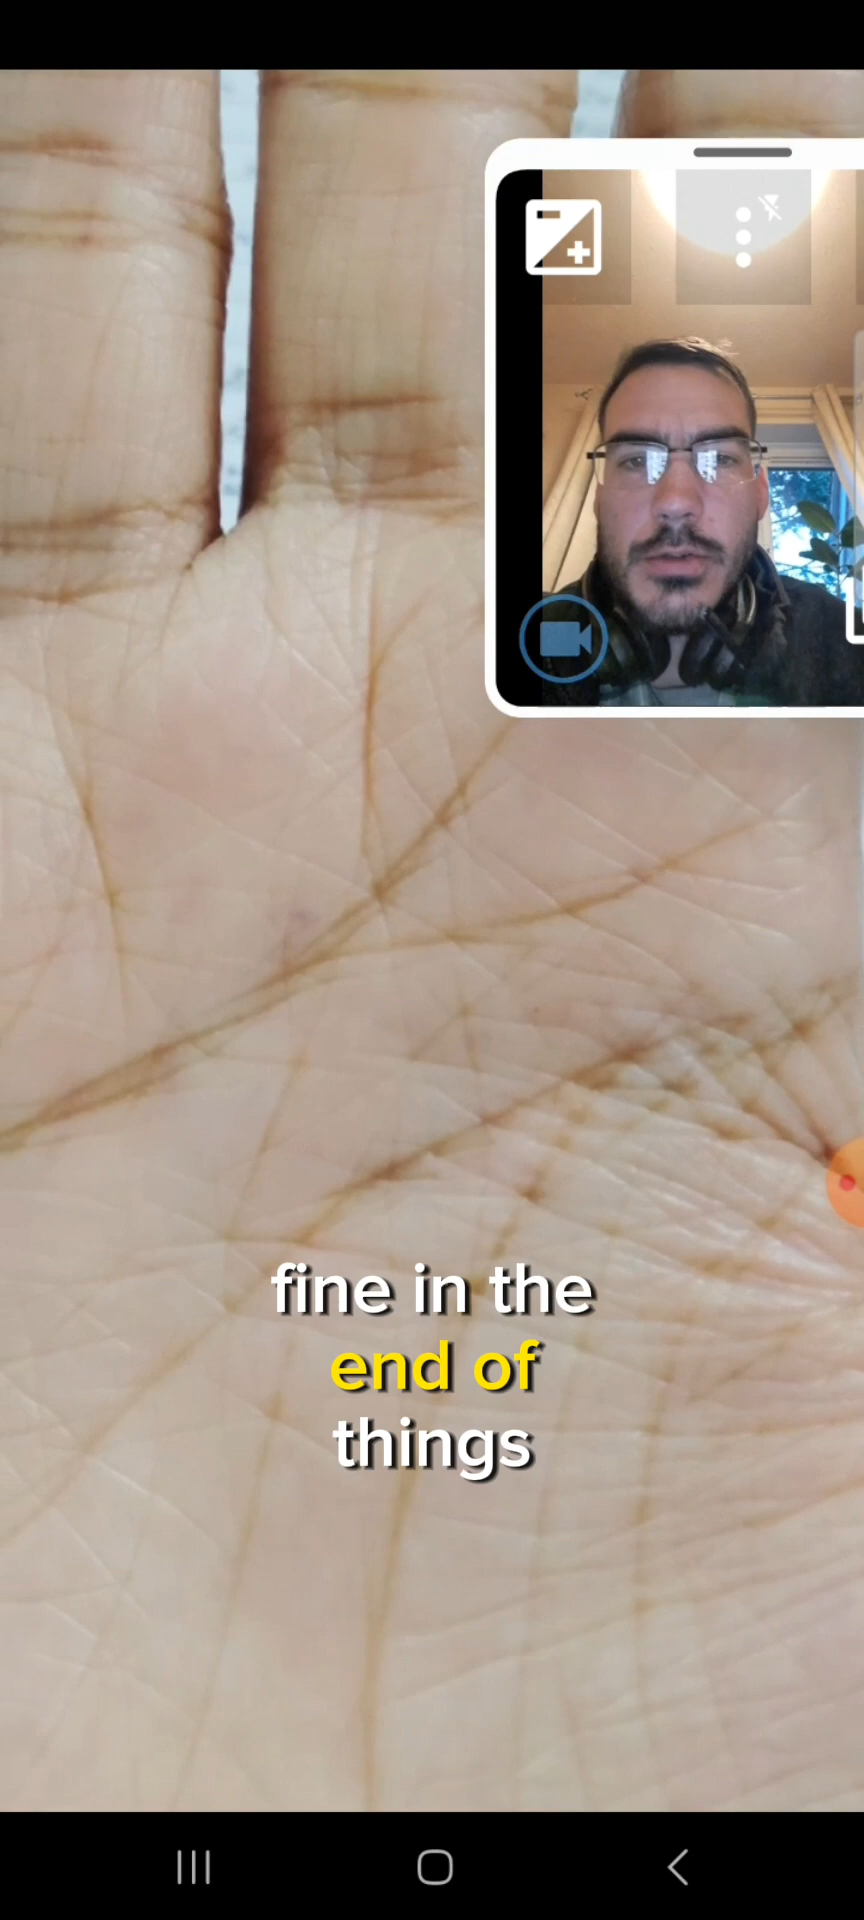 fine in the
end of
things